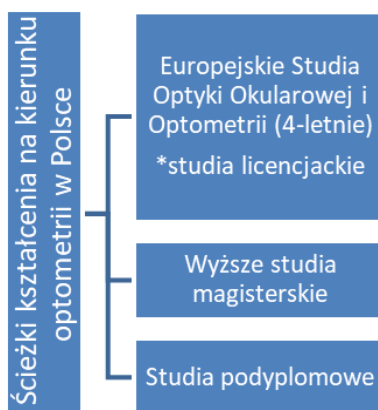 Ścieżki kształcenia na kierunku
optometrii w Polsce
Europejskie Studia
Optyki Okularowej i
Optometrii (4-letnie)
*studia licencjackie
Wyższe studia
magisterskie
Studia podyplomowe